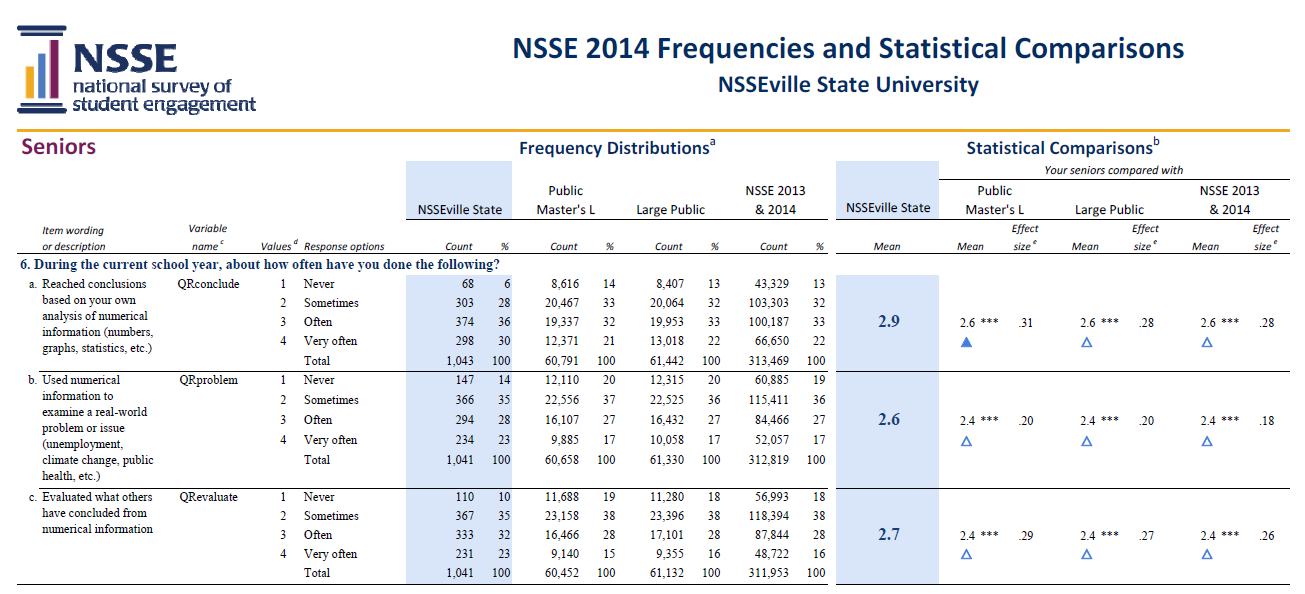 NSSE
national survey of
student engagement
NSSE 2014 Frequencies and Statistical Comparisons
NSSEville State University
Seniors Frequency Distributionsa Statistical Comparisonsb
Your seniors compared with
Public NSSE 2013 Public NSSE 2013
NSSEville State Master's L Large Public & 2014 NSSEville State Master's L Large Public & 2014
Item wording Variable Effect Effect Effect
or description name c Values d Response options Count % Count % Count % Count % Mean Mean size e Mean size e Mean size e
6. During the current school year, about how often have you done the following?
a. Reached conclusions QRconclude 1 Never 68 6 8,616 14 8,407 13 43,329 13
based on your own 2 Sometimes 303 28 20,467 33 20,064 32 103,303 32
analysis of numerical 3 Often 374 36 19,337 32 19,953 33 100,187 33 2.9 2.6 *** .31 2.6 *** .28 2.6 *** .28
information (numbers,
graphs, statistics, etc.) 4 Very often 298 30 12,371 21 13,018 22 66,650 22
Total 1,043 100 60,791 100 61,442 100 313,469 100
b. Used numerical QRproblem 1 Never 147 14 12,110 20 12,315 20 60,885 19
information to 2 Sometimes 366 35 22,556 37 22,525 36 115,411 36
examine a real-world
problem or issue 3 Often 294 28 16,107 27 16,432 27 84,466 27 2.6 2.4 *** .20 2.4 *** .20 2.4 *** .18
(unemployment, 4 Very often 234 23 9,885 17 10,058 17 52,057 17
climate change, public Total 1,041 100 60,658 100 61,330 100 312,819 100
health, etc.)
c. Evaluated what others QRevaluate 1 Never 110 10 11,688 19 11,280 18 56,993 18
have concluded from 2 Sometimes 367 35 23,158 38 23,396 38 118,394 38
numerical information 3 Often 333 32 16,466 28 17,101 28 87,844 28 2.7 2.4 *** .29 2.4 *** .27 2.4 *** .26
4 Very often 231 23 9,140 15 9,355 16 48,722 16
Total 1,041 100 60,452 100 61,132 100 311,953 100